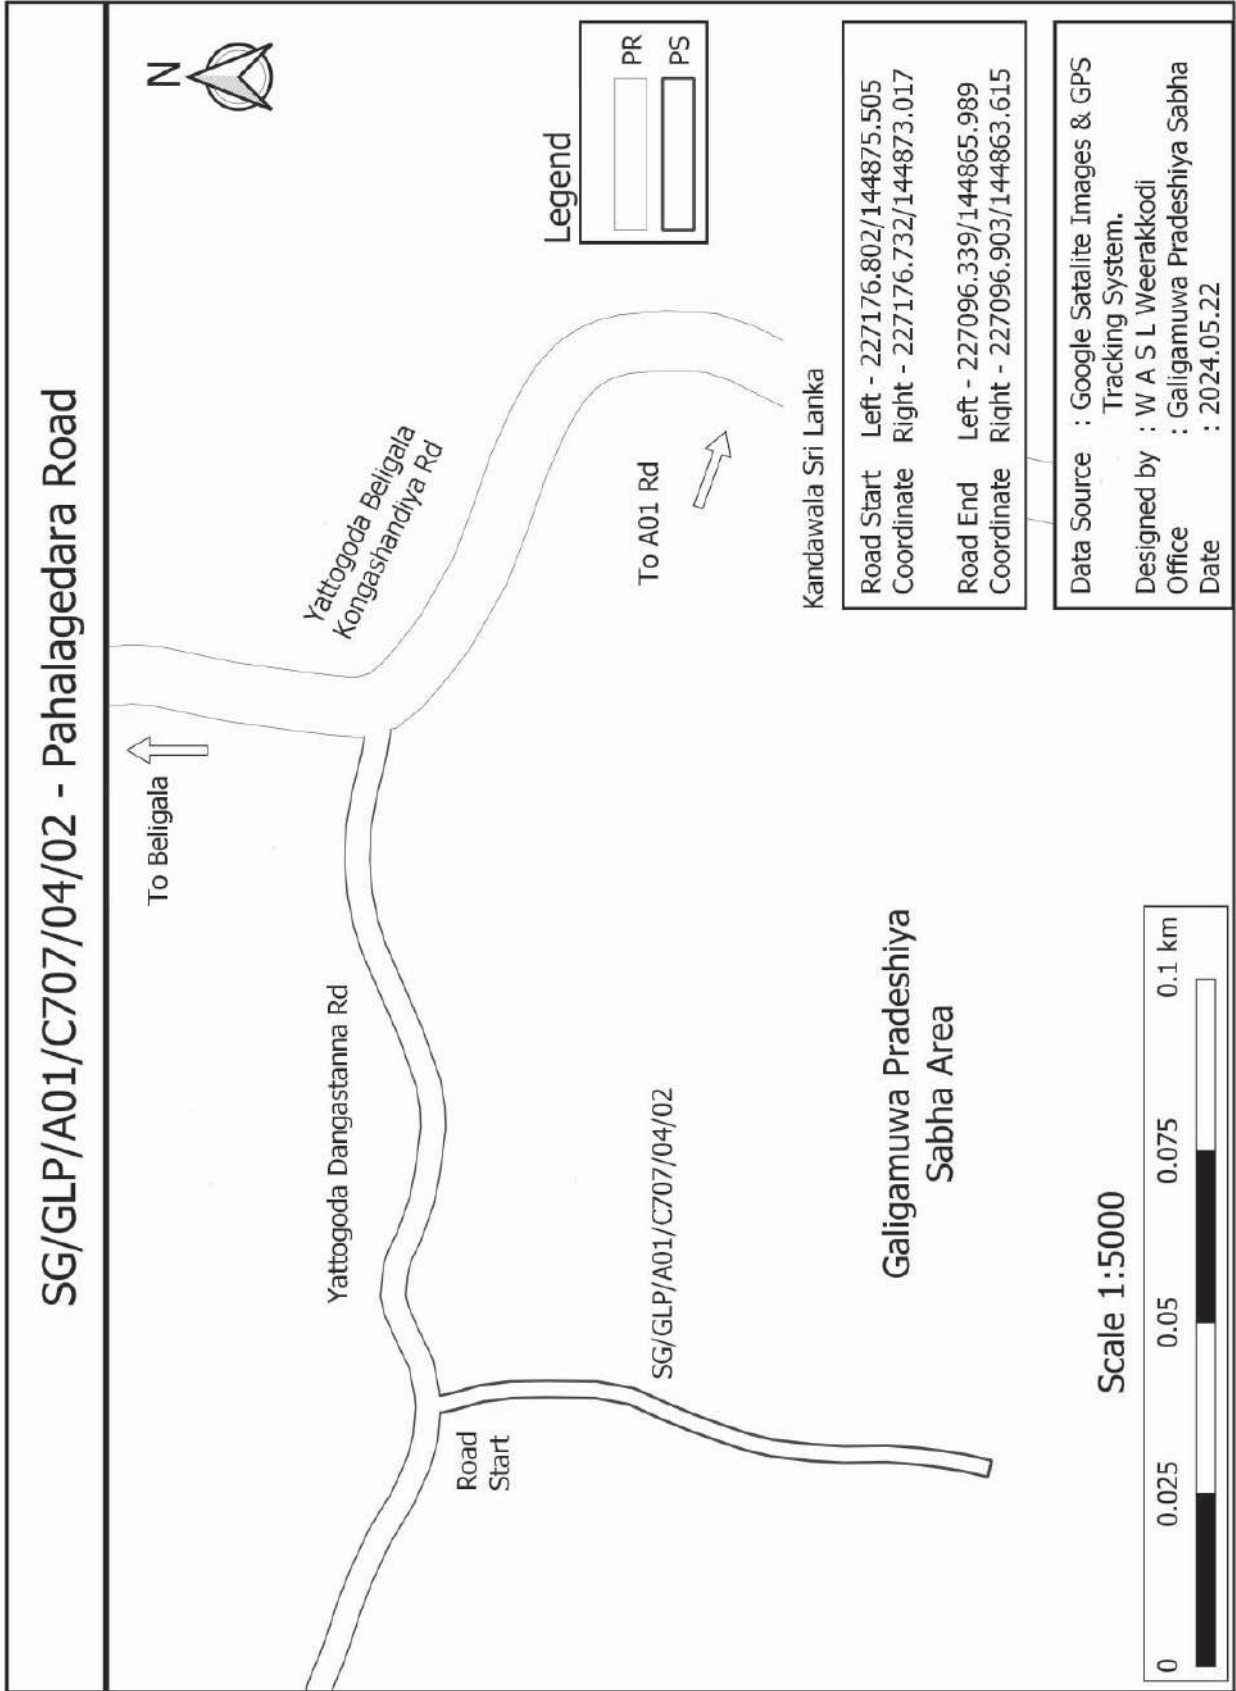 SG/GLP/A01/C707/04/02 - Pahalagedara Road
N
To Beligala
Yattogoda Beligala
Kongashandiya Rd
Yattogoda Dangastanna Rd
Legend
PR
PS
To A01 Rd
Road
Start
SG/GLP/A01/C707/04/02
Kandawala Sri Lanka
Galigamuwa Pradeshiya
Sabha Area
Road Start Left - 227176.802/144875.505
Coordinate Right - 227176.732/144873.017
Road End Left - 227096.339/144865.989
Coordinate Right - 227096.903/144863.615
Data Source : Google Satalite Images & GPS
Tracking System.
Designed by : W A S L Weerakkodi
Office : Galigamuwa Pradeshiya Sabha
Date : 2024.05.22
Scale 1:5000
0 0.025 0.05 0.075 0.1 km